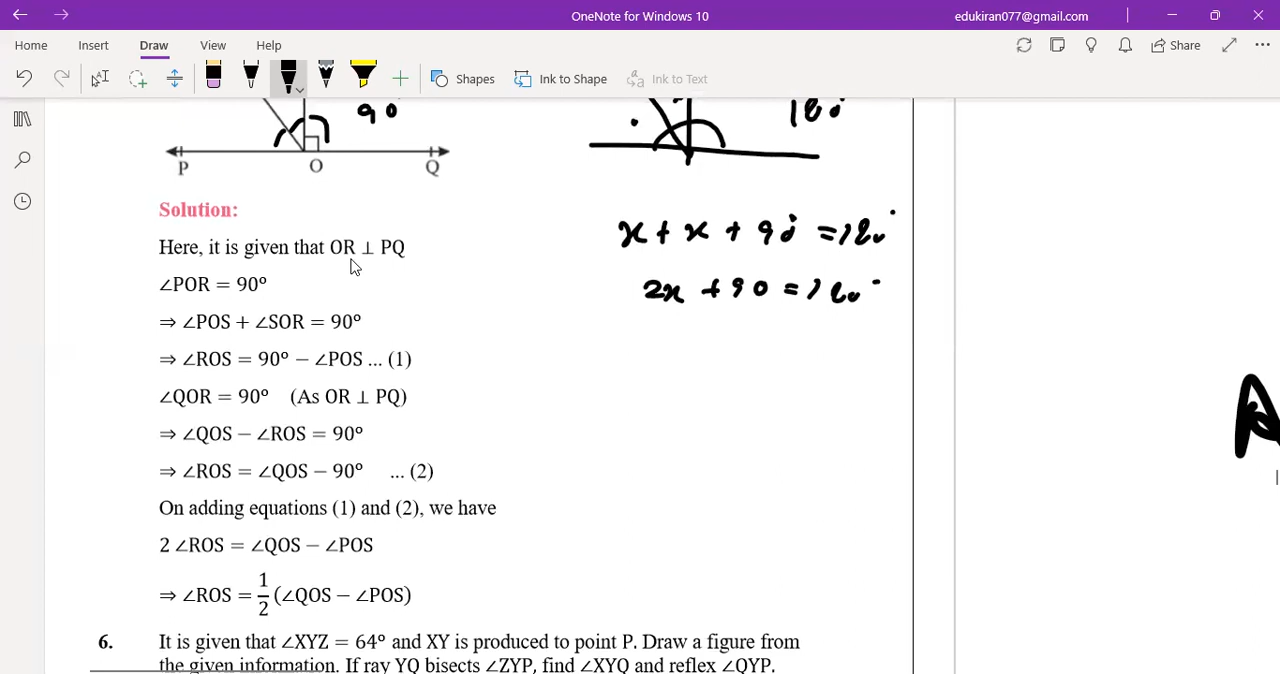 OneNote for Windows 10
edukiran077@gmail.com
Home Insert Draw View Help
Share
Shapes Ink to Shape Ink to Text
90
180
P O Q
Solution:
x + x + 90° = 180°
Here, it is given that OR ⊥ PQ
∠POR = 90°
2x + 90 = 180°
⇒ ∠POS + ∠SOR = 90°
⇒ ∠ROS = 90° − ∠POS ... (1)
∠QOR = 90° (As OR ⊥ PQ)
⇒ ∠QOS − ∠ROS = 90°
⇒ ∠ROS = ∠QOS − 90° ... (2)
On adding equations (1) and (2), we have
2 ∠ROS = ∠QOS − ∠POS
⇒ ∠ROS = 1/2 (∠QOS − ∠POS)
6. It is given that ∠XYZ = 64° and XY is produced to point P. Draw a figure from
the given information. If ray YQ bisects ∠ZYP, find ∠XYQ and reflex ∠QYP.